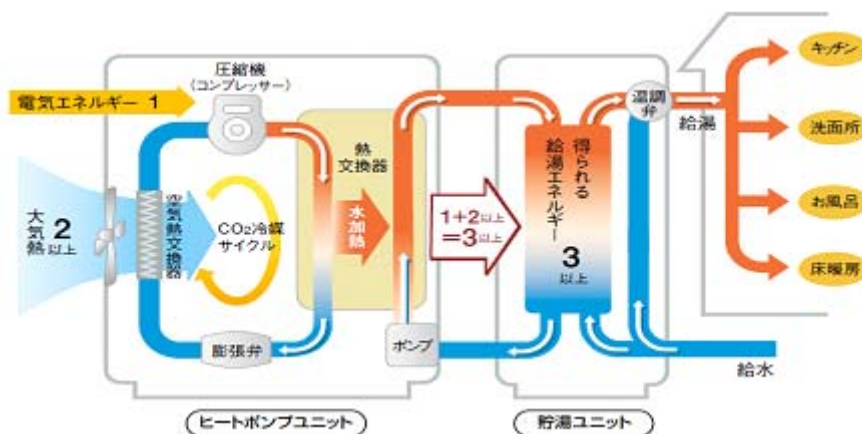 圧縮機
(コンプレッサー)
電気エネルギー 1
大気熱 2以上
空気熱交換器
CO2冷媒
サイクル
熱
交換器
水加熱
膨張弁
ポンプ
1+2以上
=3以上
得られる
給湯エネルギー
3
以上
温調
弁
給湯
給水
キッチン
洗面所
お風呂
床暖房
ヒートポンプユニット
貯湯ユニット